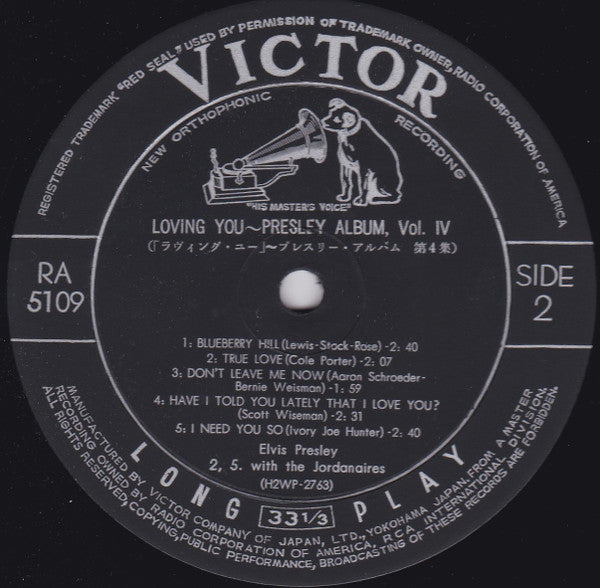 REGISTERED TRADEMARK "RED SEAL" USED BY PERMISSION OF TRADEMARK OWNER, RADIO CORPORATION OF AMERICA
VICTOR
NEW ORTHOPHONIC RECORDING
"HIS MASTER'S VOICE"
LOVING YOU~PRESLEY ALBUM, Vol. IV
(「ラヴィング・ユー」~プレスリー・アルバム 第4集)
RA
5109
SIDE
2
1: BLUEBERRY HILL (Lewis-Stock-Rose) -2: 40
2: TRUE LOVE (Cole Porter) -2: 07
3: DON'T LEAVE ME NOW (Aaron Schroeder-
Bernie Weisman) -1: 59
4: HAVE I TOLD YOU LATELY THAT I LOVE YOU?
(Scott Wiseman) -2: 31
5: I NEED YOU SO (Ivory Joe Hunter) -2: 40
Elvis Presley
2, 5. with the Jordanaires
(H2WP-2763)
LONG 33 1/3 PLAY
MANUFACTURED BY VICTOR COMPANY OF JAPAN, LTD., YOKOHAMA, JAPAN, FROM A MASTER
RECORDING OWNED BY RADIO CORPORATION OF AMERICA, RCA INTERNATIONAL DIVISION.
ALL RIGHTS RESERVED, COPYING, PUBLIC PERFORMANCE, BROADCASTING OF THESE RECORDS ARE FORBIDDEN.